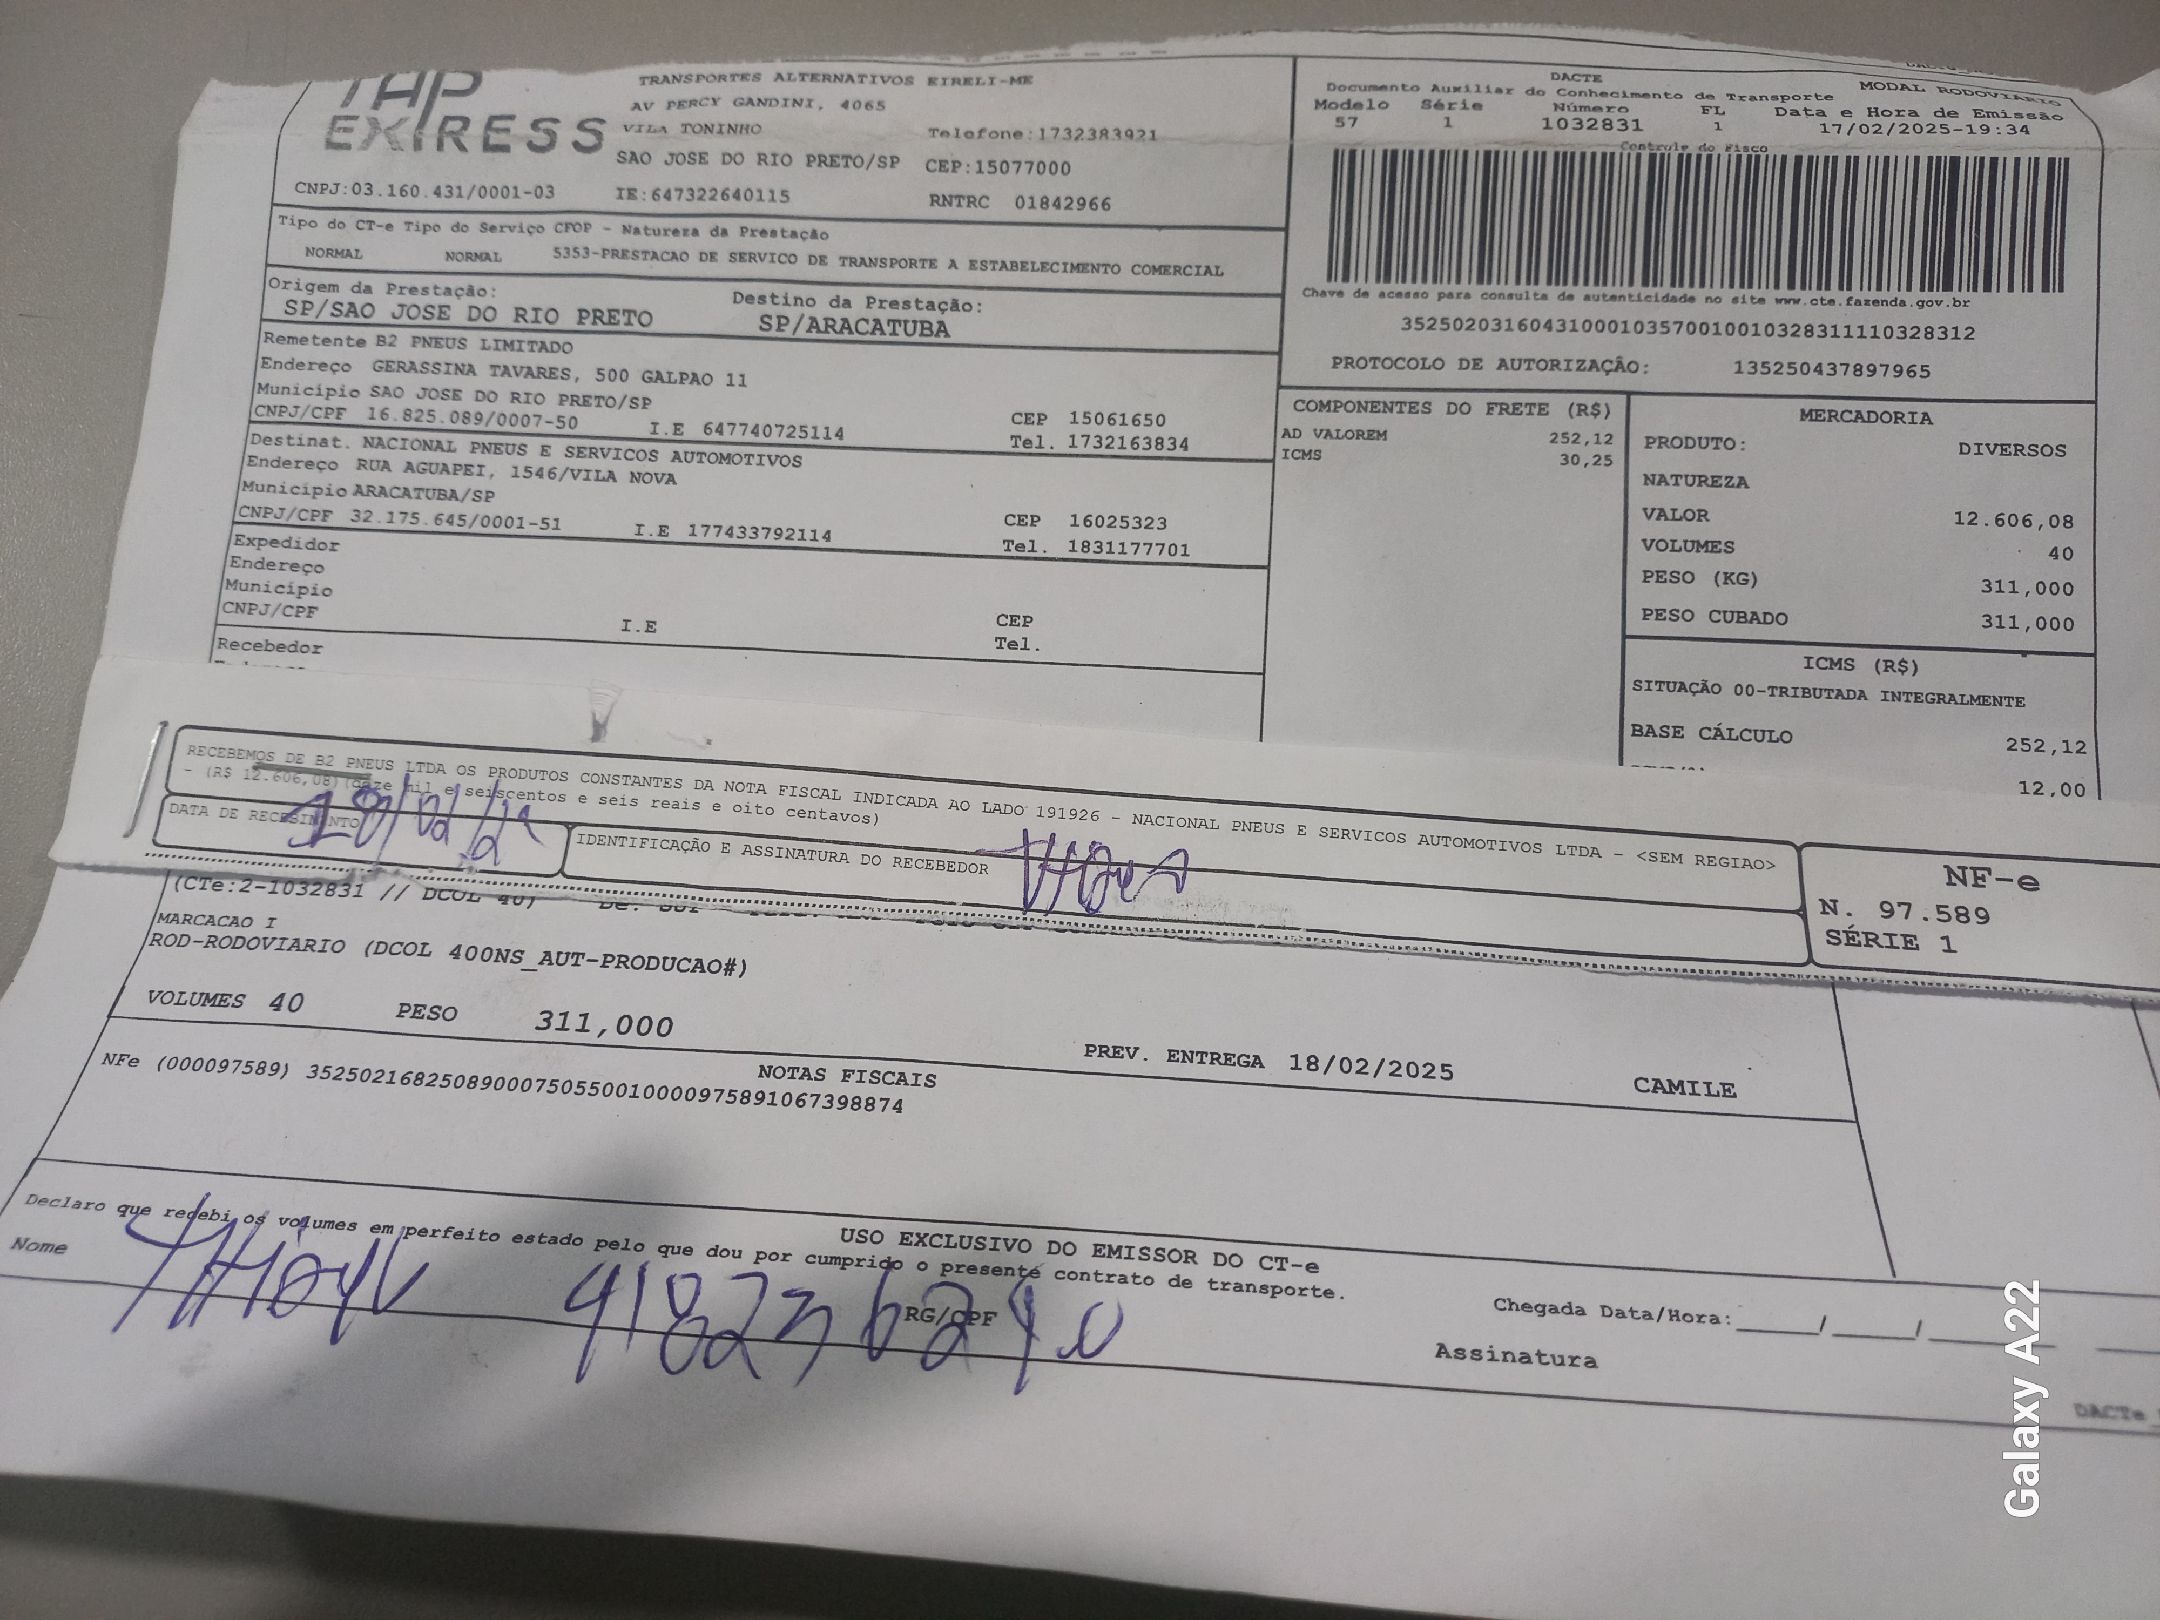 TAP
EXPRESS
TRANSPORTES ALTERNATIVOS EIRELI-ME
AV PERCY GANDINI, 4065
VILA TONINHO Telefone:1732383921
SAO JOSE DO RIO PRETO/SP CEP:15077000
CNPJ:03.160.431/0001-03 IE:647322640115 RNTRC 01842966
Tipo do CT-e Tipo do Serviço CFOP - Natureza da Prestação
NORMAL NORMAL 5353-PRESTACAO DE SERVICO DE TRANSPORTE A ESTABELECIMENTO COMERCIAL
Origem da Prestação: Destino da Prestação:
SP/SAO JOSE DO RIO PRETO SP/ARACATUBA
Remetente B2 PNEUS LIMITADO
Endereço GERASSINA TAVARES, 500 GALPAO 11
Município SAO JOSE DO RIO PRETO/SP CEP 15061650
CNPJ/CPF 16.825.089/0007-50 I.E 647740725114 Tel. 1732163834
Destinat. NACIONAL PNEUS E SERVICOS AUTOMOTIVOS
Endereço RUA AGUAPEI, 1546/VILA NOVA
Município ARACATUBA/SP CEP 16025323
CNPJ/CPF 32.175.645/0001-51 I.E 177433792114 Tel. 1831177701
Expedidor
Endereço
Município CEP
CNPJ/CPF I.E Tel.
Recebedor
DACTE MODAL RODOVIÁRIO
Documento Auxiliar do Conhecimento de Transporte
Modelo Série Número FL Data e Hora de Emissão
57 1 1032831 1 17/02/2025-19:34
Controle do Fisco
Chave de acesso para consulta de autenticidade no site www.cte.fazenda.gov.br
35250203160431000103570010010328311110328312
PROTOCOLO DE AUTORIZAÇÂO: 135250437897965
COMPONENTES DO FRETE (R$)
AD VALOREM 252,12
ICMS 30,25
MERCADORIA
PRODUTO: DIVERSOS
NATUREZA
VALOR 12.606,08
VOLUMES 40
PESO (KG) 311,000
PESO CUBADO 311,000
ICMS (R$)
SITUAÇÃO 00-TRIBUTADA INTEGRALMENTE
BASE CÁLCULO 252,12
12,00
RECEBEMOS DE B2 PNEUS LTDA OS PRODUTOS CONSTANTES DA NOTA FISCAL INDICADA AO LADO 191926 - NACIONAL PNEUS E SERVICOS AUTOMOTIVOS LTDA - <SEM REGIAO>
- (R$ 12.606,08)(doze mil e seiscentos e seis reais e oito centavos)
DATA DE RECEBIMENTO
IDENTIFICAÇÃO E ASSINATURA DO RECEBEDOR
NF-e
N. 97.589
SÉRIE 1
(CTe:2-1032831 // DCOL 40)
MARCACAO I
ROD-RODOVIARIO (DCOL 400NS_AUT-PRODUCAO#)
VOLUMES 40 PESO 311,000 PREV. ENTREGA 18/02/2025 CAMILE
NOTAS FISCAIS
NFe (000097589) 35250216825089000750550010000975891067398874
USO EXCLUSIVO DO EMISSOR DO CT-e
Declaro que recebi os volumes em perfeito estado pelo que dou por cumprido o presente contrato de transporte.
Nome RG/CPF Chegada Data/Hora:____/____/____
Assinatura
DACTe
Galaxy A22